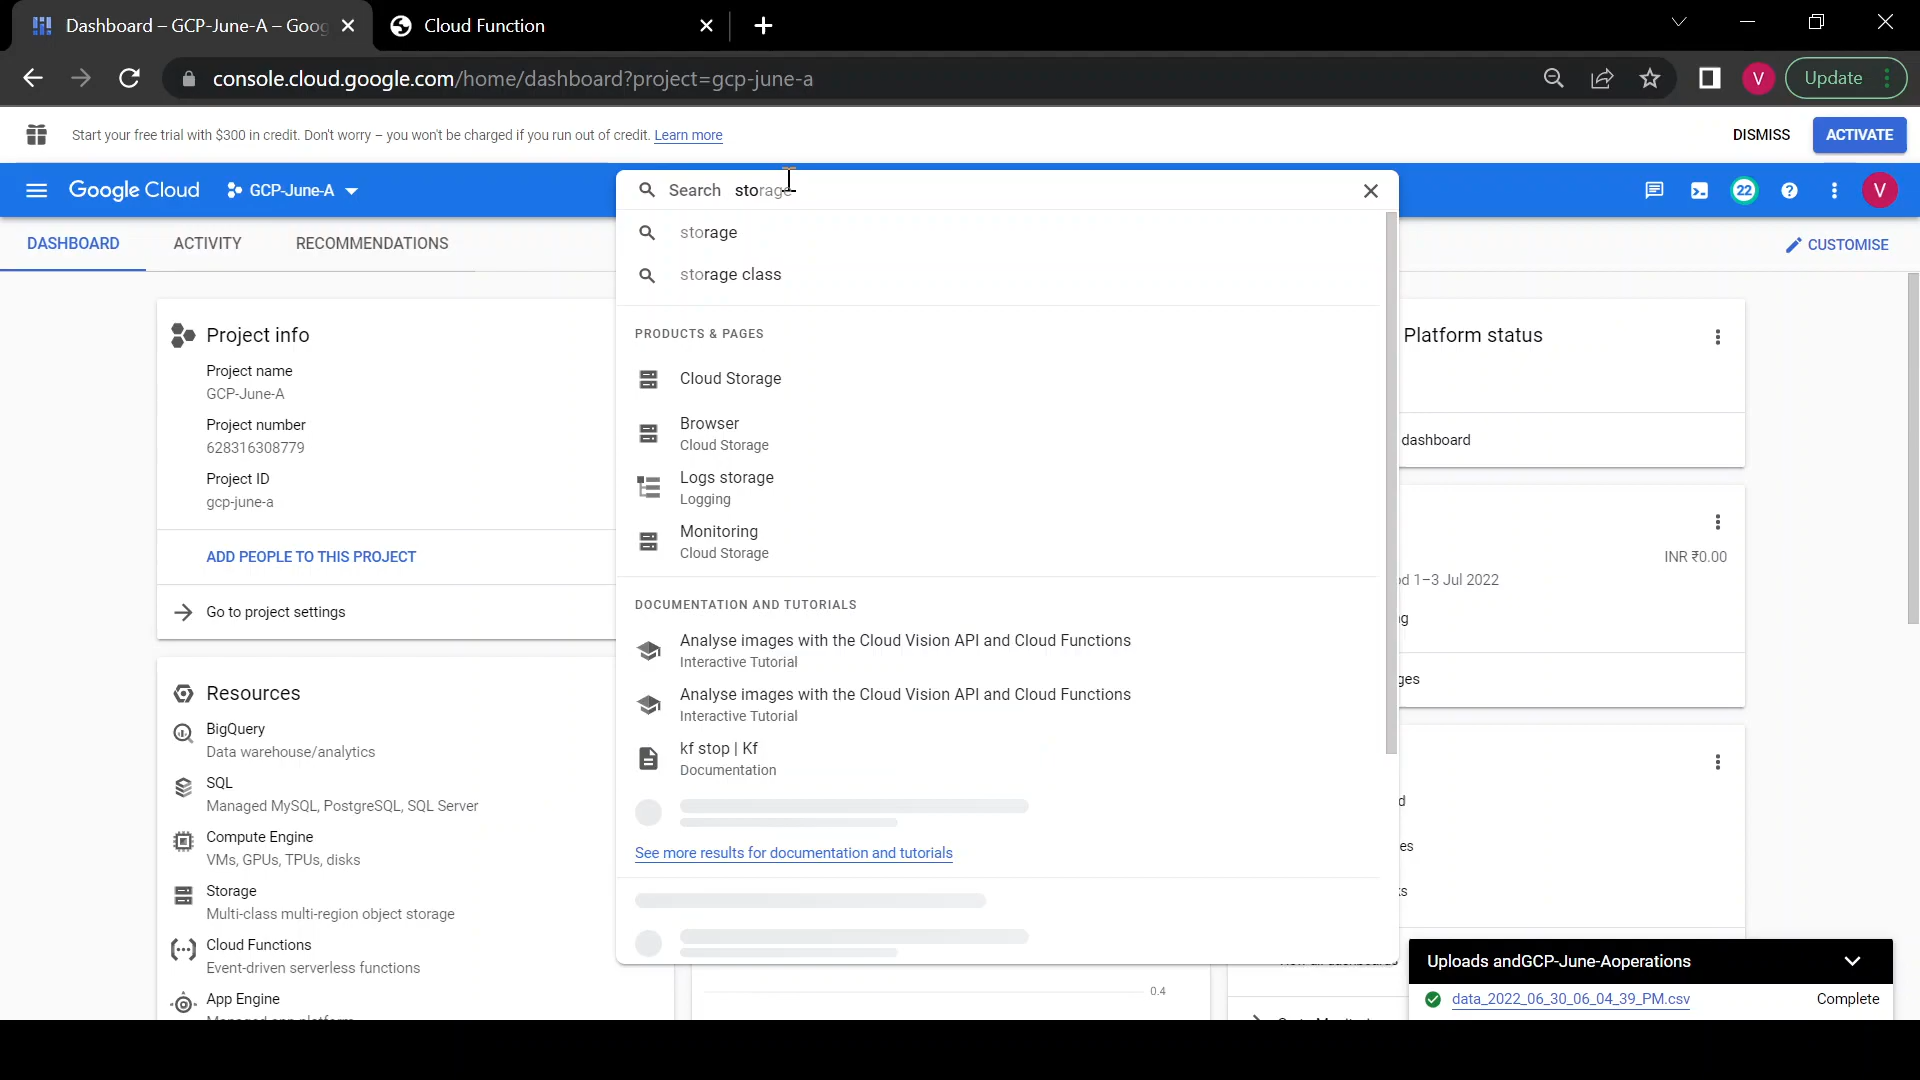 Dashboard – GCP-June-A – Goog
Cloud Function
console.cloud.google.com/home/dashboard?project=gcp-june-a
V
Update
Start your free trial with $300 in credit. Don't worry – you won't be charged if you run out of credit. Learn more
DISMISS
ACTIVATE
Google Cloud
GCP-June-A
Search storage
22
V
DASHBOARD
ACTIVITY
RECOMMENDATIONS
CUSTOMISE
storage
storage class
PRODUCTS & PAGES
Cloud Storage
Browser
Cloud Storage
Logs storage
Logging
Monitoring
Cloud Storage
DOCUMENTATION AND TUTORIALS
Analyse images with the Cloud Vision API and Cloud Functions
Interactive Tutorial
Analyse images with the Cloud Vision API and Cloud Functions
Interactive Tutorial
kf stop | Kf
Documentation
See more results for documentation and tutorials
Project info
Project name
GCP-June-A
Project number
628316308779
Project ID
gcp-june-a
ADD PEOPLE TO THIS PROJECT
Go to project settings
Resources
BigQuery
Data warehouse/analytics
SQL
Managed MySQL, PostgreSQL, SQL Server
Compute Engine
VMs, GPUs, TPUs, disks
Storage
Multi-class multi-region object storage
Cloud Functions
Event-driven serverless functions
App Engine
0.4
Platform status
dashboard
INR ₹0.00
1–3 Jul 2022
Uploads andGCP-June-Aoperations
data_2022_06_30_06_04_39_PM.csv
Complete